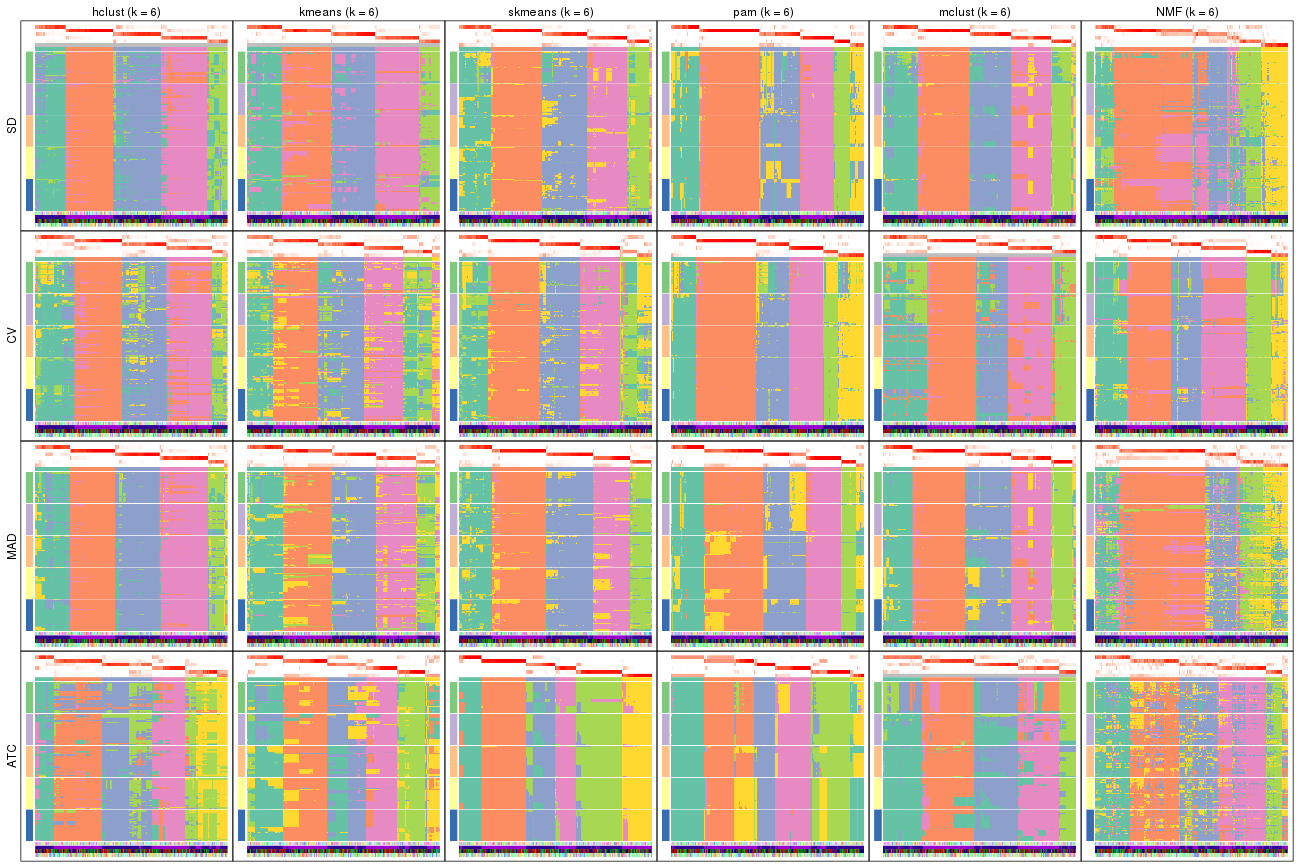 hclust (k = 6) kmeans (k = 6) skmeans (k = 6) pam (k = 6) mclust (k = 6) NMF (k = 6)
SD
CV
MAD
ATC